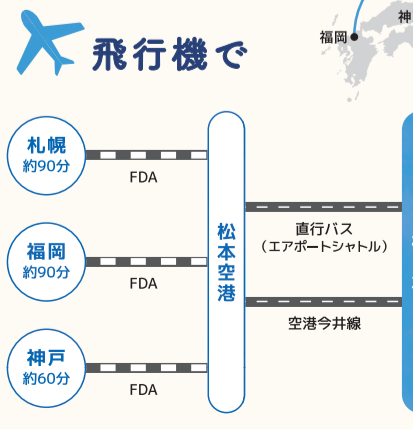 飛行機で
福岡
神
札幌
約90分
FDA
福岡
約90分
FDA
神戸
約60分
FDA
松本空港
直行バス
（エアポートシャトル）
空港今井線